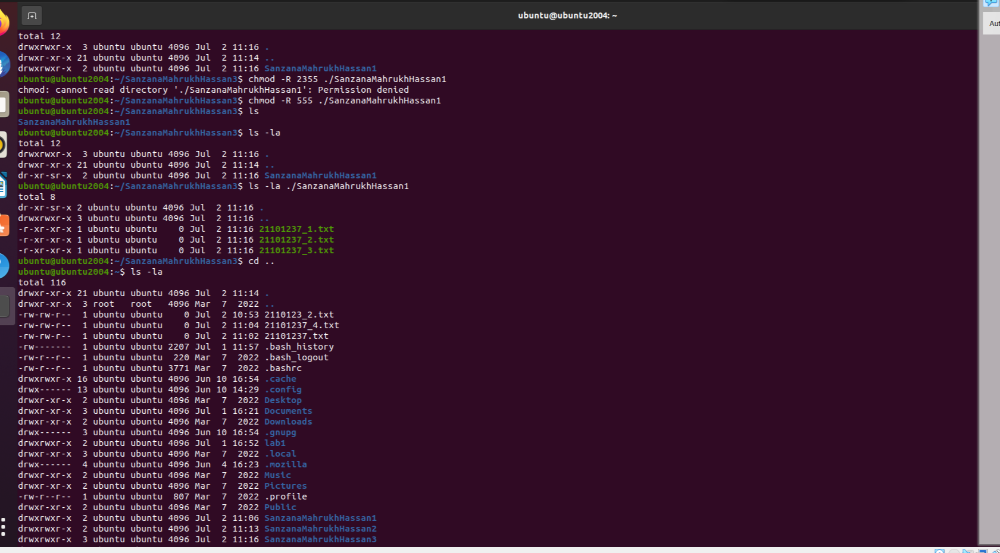 ubuntu@ubuntu2004: ~
Aut
total 12
drwxrwxr-x  3 ubuntu ubuntu 4096 Jul  2 11:16 .
drwxr-xr-x 21 ubuntu ubuntu 4096 Jul  2 11:14 ..
drwxrwxr-x  2 ubuntu ubuntu 4096 Jul  2 11:16 SanzanaMahrukhHassan1
ubuntu@ubuntu2004:~/SanzanaMahrukhHassan3$ chmod -R 2355 ./SanzanaMahrukhHassan1
chmod: cannot read directory './SanzanaMahrukhHassan1': Permission denied
ubuntu@ubuntu2004:~/SanzanaMahrukhHassan3$ chmod -R 555 ./SanzanaMahrukhHassan1
ubuntu@ubuntu2004:~/SanzanaMahrukhHassan3$ ls
SanzanaMahrukhHassan1
ubuntu@ubuntu2004:~/SanzanaMahrukhHassan3$ ls -la
total 12
drwxrwxr-x  3 ubuntu ubuntu 4096 Jul  2 11:16 .
drwxr-xr-x 21 ubuntu ubuntu 4096 Jul  2 11:14 ..
dr-xr-sr-x  2 ubuntu ubuntu 4096 Jul  2 11:16 SanzanaMahrukhHassan1
ubuntu@ubuntu2004:~/SanzanaMahrukhHassan3$ ls -la ./SanzanaMahrukhHassan1
total 8
dr-xr-sr-x 2 ubuntu ubuntu 4096 Jul  2 11:16 .
drwxrwxr-x 3 ubuntu ubuntu 4096 Jul  2 11:16 ..
-r-xr-xr-x 1 ubuntu ubuntu    0 Jul  2 11:16 21101237_1.txt
-r-xr-xr-x 1 ubuntu ubuntu    0 Jul  2 11:16 21101237_2.txt
-r-xr-xr-x 1 ubuntu ubuntu    0 Jul  2 11:16 21101237_3.txt
ubuntu@ubuntu2004:~/SanzanaMahrukhHassan3$ cd ..
ubuntu@ubuntu2004:~$ ls -la
total 116
drwxr-xr-x 21 ubuntu ubuntu 4096 Jul  2 11:14 .
drwxr-xr-x  3 root   root   4096 Mar  7  2022 ..
-rw-rw-r--  1 ubuntu ubuntu    0 Jul  2 10:53 2110123_2.txt
-rw-rw-r--  1 ubuntu ubuntu    0 Jul  2 11:04 21101237_4.txt
-rw-rw-r--  1 ubuntu ubuntu    0 Jul  2 11:02 21101237.txt
-rw-------  1 ubuntu ubuntu 2207 Jul  1 11:57 .bash_history
-rw-r--r--  1 ubuntu ubuntu  220 Mar  7  2022 .bash_logout
-rw-r--r--  1 ubuntu ubuntu 3771 Mar  7  2022 .bashrc
drwxrwxr-x 16 ubuntu ubuntu 4096 Jun 10 16:54 .cache
drwx------ 13 ubuntu ubuntu 4096 Jun 10 14:29 .config
drwxr-xr-x  2 ubuntu ubuntu 4096 Mar  7  2022 Desktop
drwxr-xr-x  3 ubuntu ubuntu 4096 Jul  1 16:21 Documents
drwxr-xr-x  2 ubuntu ubuntu 4096 Mar  7  2022 Downloads
drwx------  3 ubuntu ubuntu 4096 Jun 10 16:54 .gnupg
drwxrwxr-x  2 ubuntu ubuntu 4096 Jul  1 16:52 lab1
drwxr-xr-x  3 ubuntu ubuntu 4096 Mar  7  2022 .local
drwx------  4 ubuntu ubuntu 4096 Jun  4 16:23 .mozilla
drwxr-xr-x  2 ubuntu ubuntu 4096 Mar  7  2022 Music
drwxr-xr-x  2 ubuntu ubuntu 4096 Mar  7  2022 Pictures
-rw-r--r--  1 ubuntu ubuntu  807 Mar  7  2022 .profile
drwxr-xr-x  2 ubuntu ubuntu 4096 Mar  7  2022 Public
drwxrwxr-x  2 ubuntu ubuntu 4096 Jul  2 11:06 SanzanaMahrukhHassan1
drwxrwxr-x  2 ubuntu ubuntu 4096 Jul  2 11:13 SanzanaMahrukhHassan2
drwxrwxr-x  3 ubuntu ubuntu 4096 Jul  2 11:16 SanzanaMahrukhHassan3